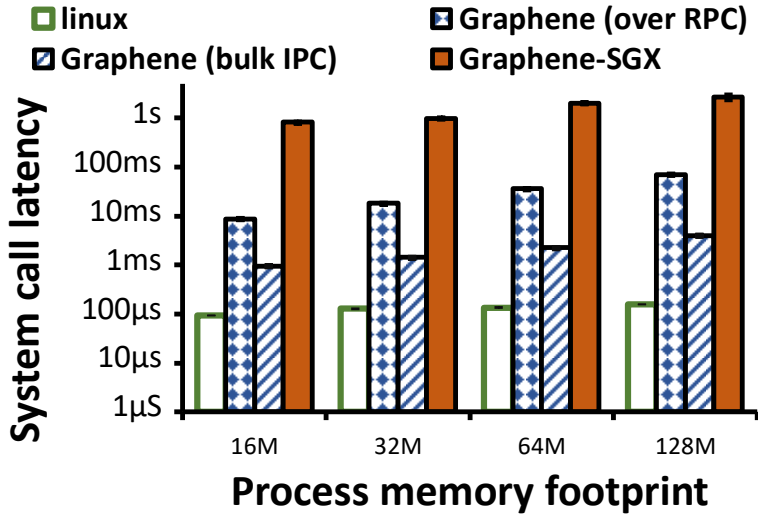 linux
Graphene (over RPC)
Graphene (bulk IPC)
Graphene-SGX
System call latency
1s
100ms
10ms
1ms
100µs
10µs
1µS
16M
32M
64M
128M
Process memory footprint